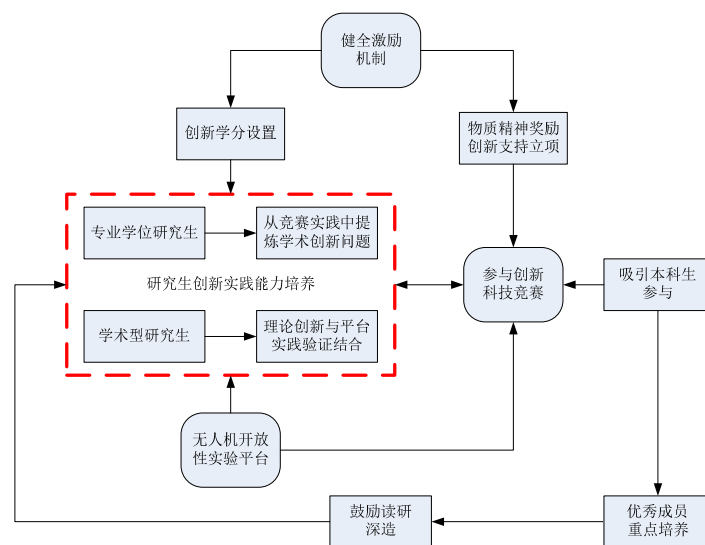 健全激励
机制
创新学分设置
物质精神奖励
创新支持立项
专业学位研究生
从竞赛实践中提
炼学术创新问题
研究生创新实践能力培养
参与创新
科技竞赛
吸引本科生
参与
学术型研究生
理论创新与平台
实践验证结合
无人机开放
性实验平台
鼓励读研
深造
优秀成员
重点培养